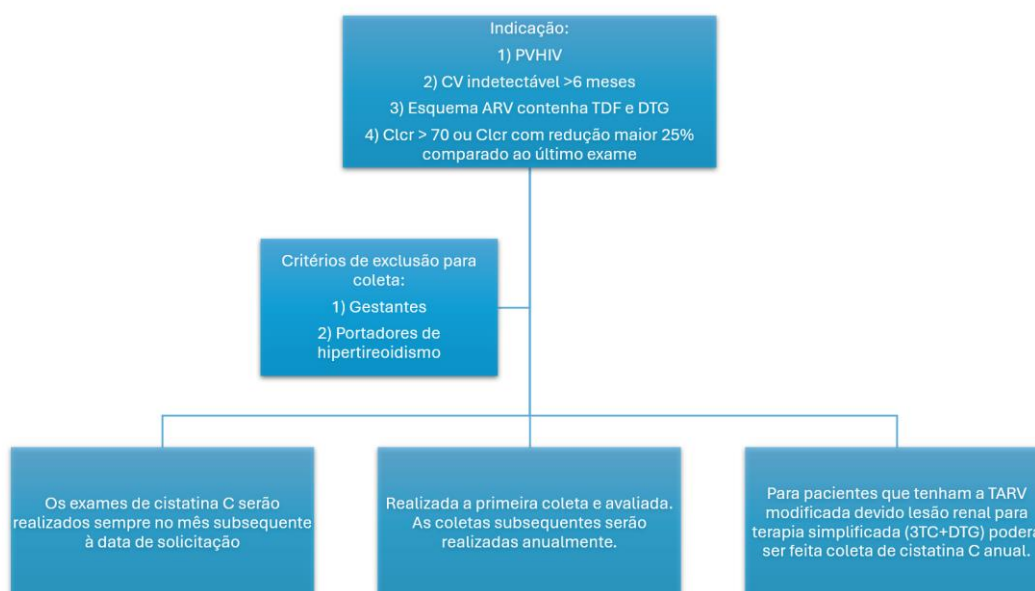 Indicação:
1) PVHIV
2) CV indetectável >6 meses
3) Esquema ARV contenha TDF e DTG
4) Clcr > 70 ou Clcr com redução maior 25%
comparado ao último exame
Critérios de exclusão para
coleta:
1) Gestantes
2) Portadores de
hipertireoidismo
Os exames de cistatina C serão
realizados sempre no mês subsequente
à data de solicitação
Realizada a primeira coleta e avaliada.
As coletas subsequentes serão
realizadas anualmente.
Para pacientes que tenham a TARV
modificada devido lesão renal para
terapia simplificada (3TC+DTG) poderá
ser feita coleta de cistatina C anual.